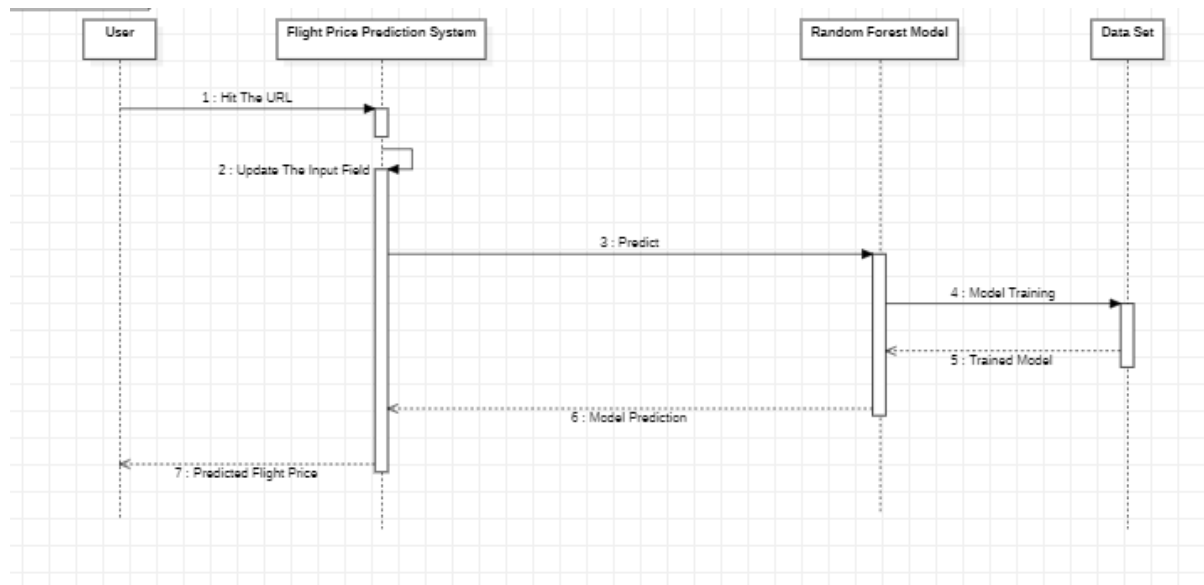 User
Flight Price Prediction System
Random Forest Model
Data Set
1 : Hit The URL
2 : Update The Input Field
3 : Predict
4 : Model Training
5 : Trained Model
6 : Model Prediction
7 : Predicted Flight Price